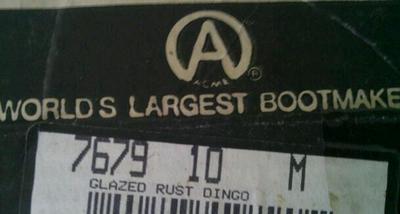 A
ACME ®
WORLD'S LARGEST BOOTMAKE
7679 10 M
GLAZED RUST DINGO